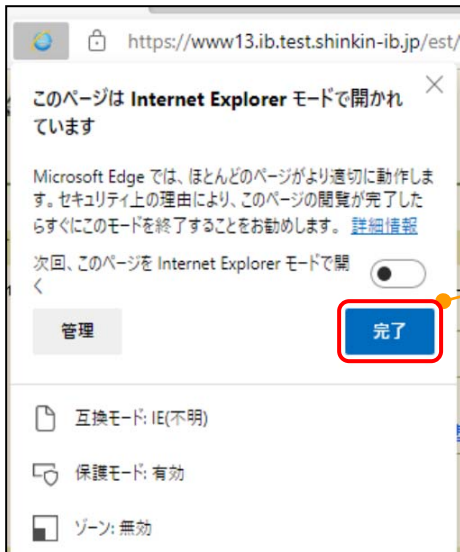 https://www13.ib.test.shinkin-ib.jp/est/
このページは Internet Explorer モードで開かれ
ています
Microsoft Edge では、ほとんどのページがより適切に動作しま
す。セキュリティ上の理由により、このページの閲覧が完了した
らすぐにこのモードを終了することをお勧めします。 詳細情報
次回、このページを Internet Explorer モードで開
く
管理
完了
互換モード: IE(不明)
保護モード: 有効
ゾーン: 無効